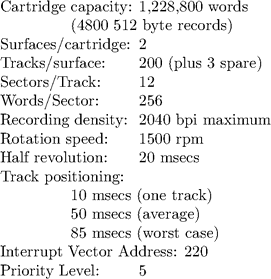 Cartridge capacity: 1,228,800 words
(4800 512 byte records)
Surfaces/cartridge: 2
Tracks/surface: 200 (plus 3 spare)
Sectors/Track: 12
Words/Sector: 256
Recording density: 2040 bpi maximum
Rotation speed: 1500 rpm
Half revolution: 20 msecs
Track positioning:
10 msecs (one track)
50 msecs (average)
85 msecs (worst case)
Interrupt Vector Address: 220
Priority Level: 5